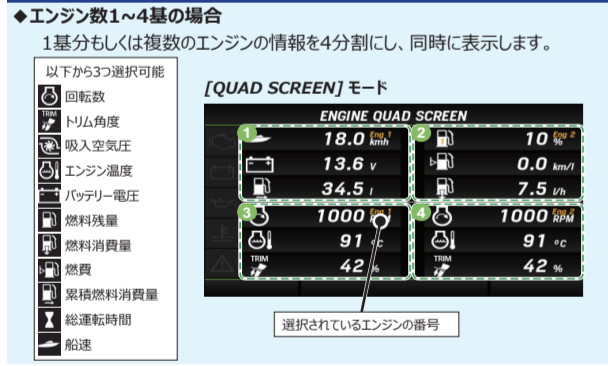 ◆エンジン数1~4基の場合
1基分もしくは複数のエンジンの情報を4分割にし、同時に表示します。
以下から3つ選択可能
回転数
TRIM トリム角度
吸入空気圧
エンジン温度
バッテリー電圧
燃料残量
燃料消費量
燃費
累積燃料消費量
総運転時間
船速
[QUAD SCREEN] モード
ENGINE QUAD SCREEN
1 18.0 Eng 1 kmh
13.6 v
34.5 l
2 10 Eng 2 %
0.0 km/l
7.5 l/h
3 1000 Eng 1
91 °C
TRIM 42 %
4 1000 Eng 2 RPM
91 °C
TRIM 42 %
選択されているエンジンの番号